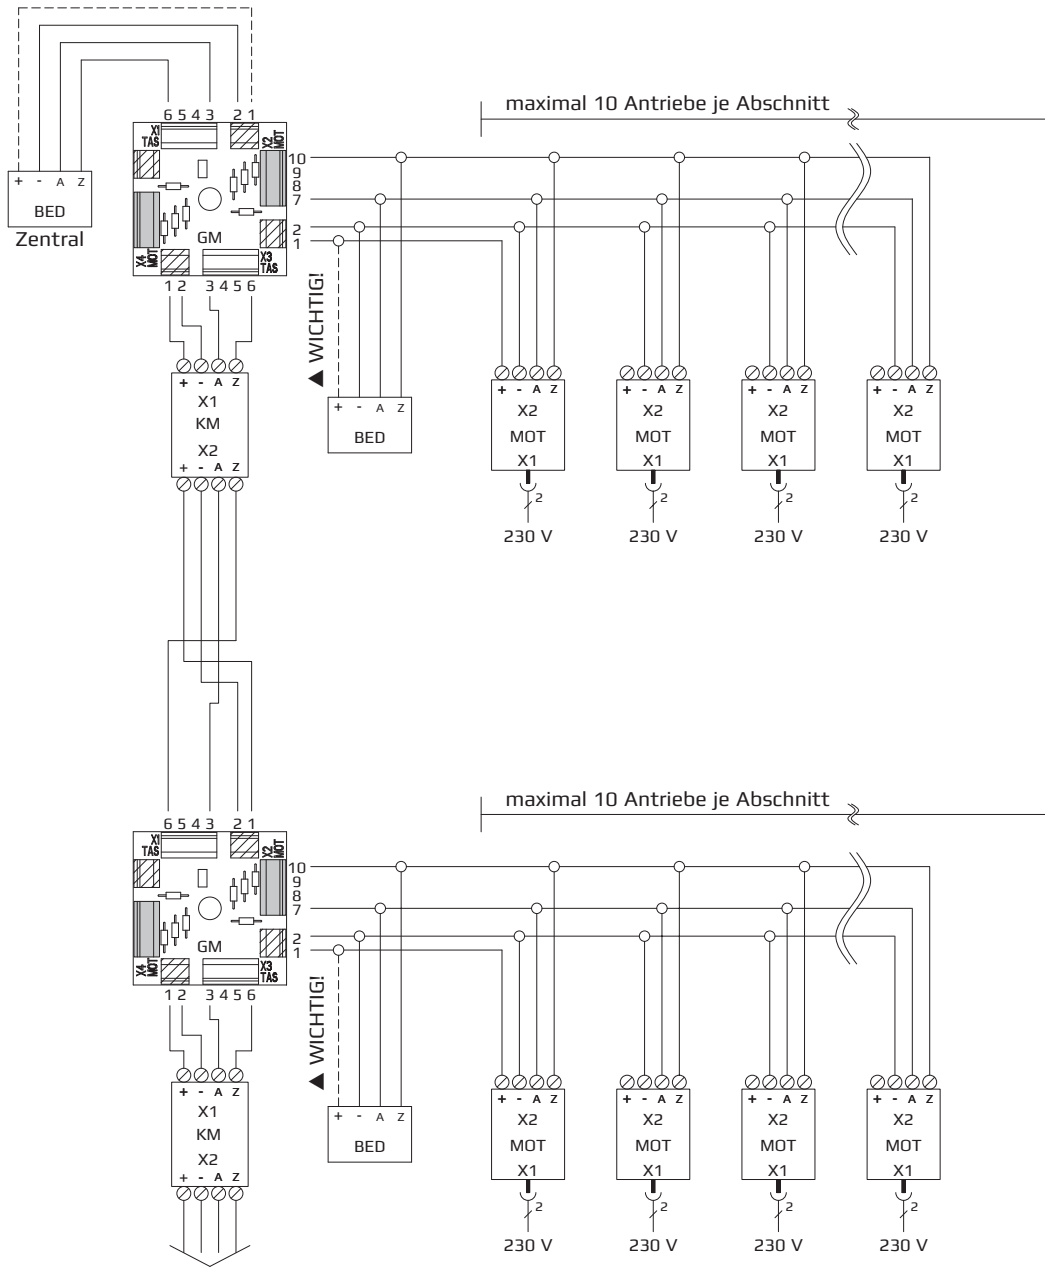 maximal 10 Antriebe je Abschnitt
6 5 4 3 2 1
X1 TAS
X2 MOT
10
9
8
7
2
1
+ - A Z
BED
Zentral
GM
X4 MOT
X3 TAS
1 2 3 4 5 6
▲ WICHTIG!
+ - A Z
X1
KM
X2
+ - A Z
+ - A Z
BED
+ - A Z + - A Z + - A Z + - A Z
X2 X2 X2 X2
MOT MOT MOT MOT
X1 X1 X1 X1
2 2 2 2
230 V 230 V 230 V 230 V
maximal 10 Antriebe je Abschnitt
6 5 4 3 2 1
X1 TAS
X2 MOT
10
9
8
7
2
1
GM
X4 MOT
X3 TAS
1 2 3 4 5 6
▲ WICHTIG!
+ - A Z
X1
KM
X2
+ - A Z
+ - A Z
BED
+ - A Z + - A Z + - A Z + - A Z
X2 X2 X2 X2
MOT MOT MOT MOT
X1 X1 X1 X1
2 2 2 2
230 V 230 V 230 V 230 V